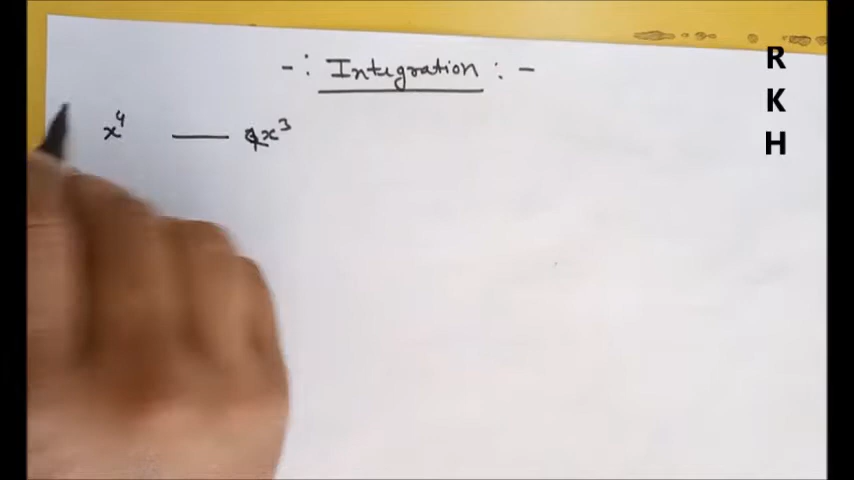 -: Integration :-
x⁴ — 4x³
R
K
H